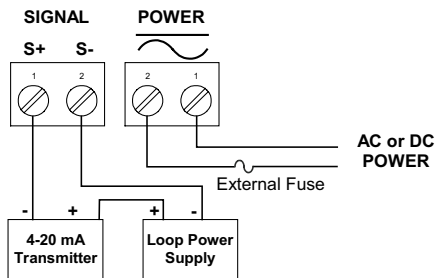 SIGNAL POWER
S+ S-
1 2 2 1
AC or DC
POWER
External Fuse
- + + -
4-20 mA
Transmitter
Loop Power
Supply